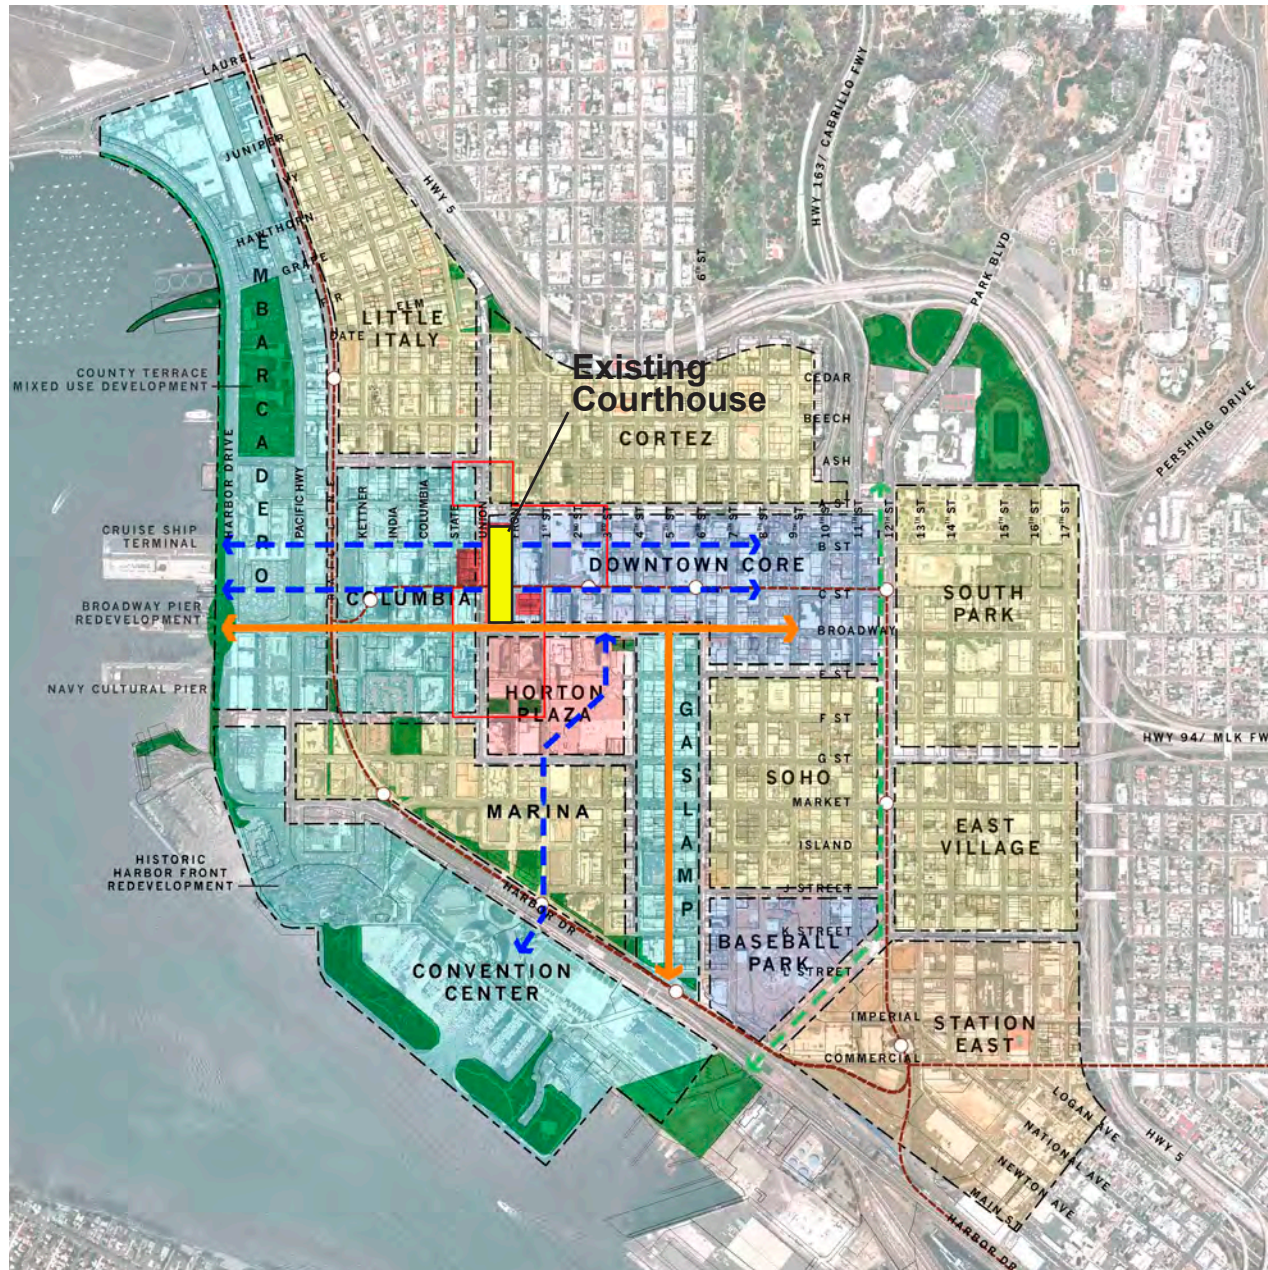 LAUREL
JUNIPER
IVY
HAWTHORN
GRAPE
FIR
ELM
DATE
LITTLE
ITALY
HWY 5
6TH ST
HWY 163/ CABRILLO FWY
PARK BLVD
PERSHING DRIVE
EMBARCADERO
COUNTY TERRACE
MIXED USE DEVELOPMENT
HARBOR DRIVE
PACIFIC HWY
Existing
Courthouse
CORTEZ
CEDAR
BEECH
ASH
A ST
KETTNER
INDIA
COLUMBIA
STATE
UNION
FRONT
1ST ST
2ND ST
3RD ST
4TH ST
5TH ST
6TH ST
7TH ST
8TH ST
9TH ST
10TH ST
11TH ST
12TH ST
13TH ST
14TH ST
15TH ST
16TH ST
17TH ST
CRUISE SHIP
TERMINAL
B ST
DOWNTOWN CORE
C ST
COLUMBIA
SOUTH
PARK
BROADWAY PIER
REDEVELOPMENT
BROADWAY
E ST
NAVY CULTURAL PIER
HORTON
PLAZA
GASLAMP
F ST
HWY 94/ MLK FW
G ST
SOHO
MARINA
MARKET
EAST
VILLAGE
ISLAND
HISTORIC
HARBOR FRONT
REDEVELOPMENT
J STREET
HARBOR DR
K STREET
BASEBALL
PARK
L STREET
CONVENTION
CENTER
IMPERIAL
STATION
EAST
COMMERCIAL
LOGAN AVE
NATIONAL AVE
NEWTON AVE
MAIN ST
HWY 5
HARBOR DR